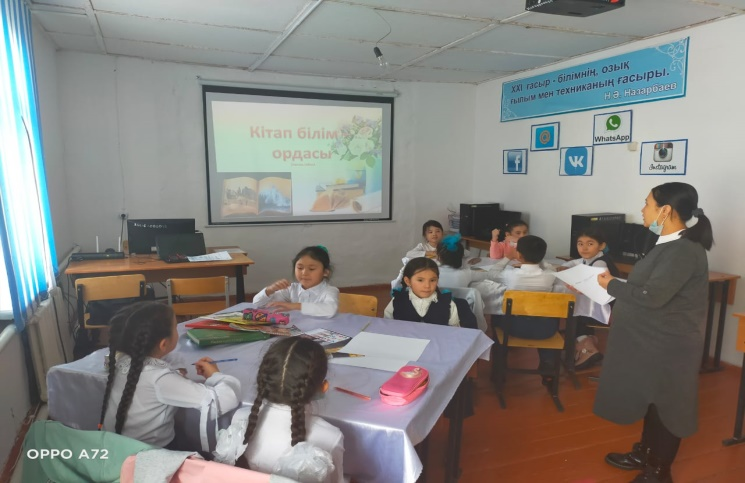 XXI ғасыр - білімнің, озық
ғылым мен техниканың ғасыры.
Н.Ә. Назарбаев
Кітап білім
ордасы
WhatsApp
Instagram
OPPO A72